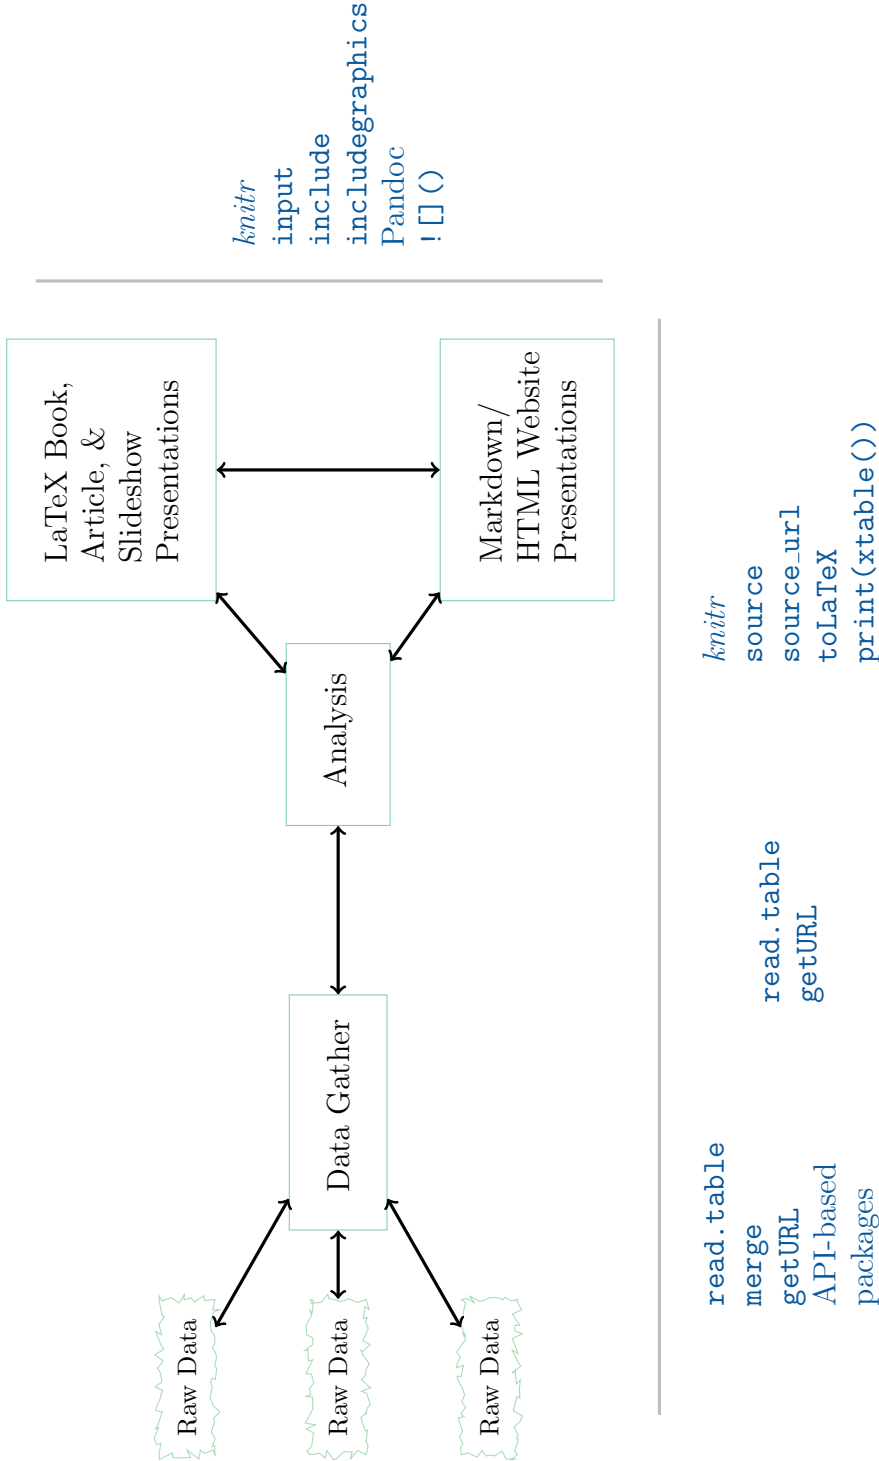 Raw Data
Raw Data
Raw Data
Data Gather
Analysis
LaTeX Book,
Article, &
Slideshow
Presentations
Markdown/
HTML Website
Presentations
knitr
input
include
includegraphics
Pandoc
![]()
read.table
merge
getURL
API-based
packages
read.table
getURL
knitr
source
source_url
toLaTeX
print(xtable())